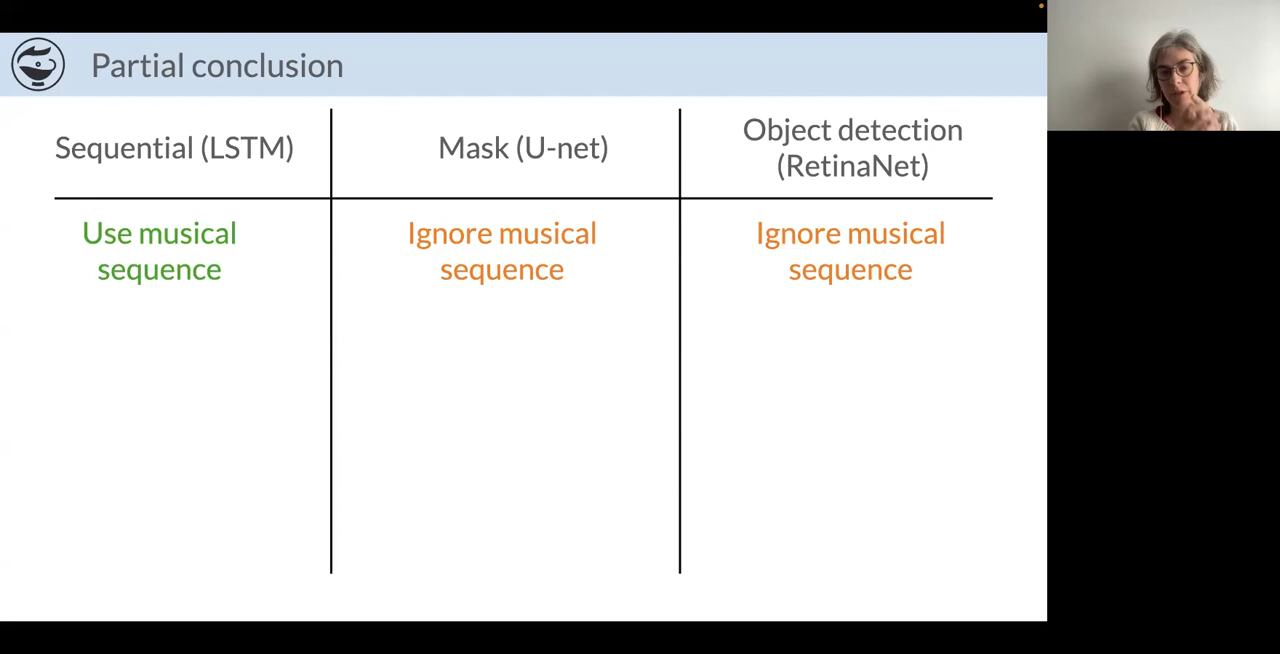 Partial conclusion
Sequential (LSTM)
Mask (U-net)
Object detection
(RetinaNet)
Use musical
sequence
Ignore musical
sequence
Ignore musical
sequence